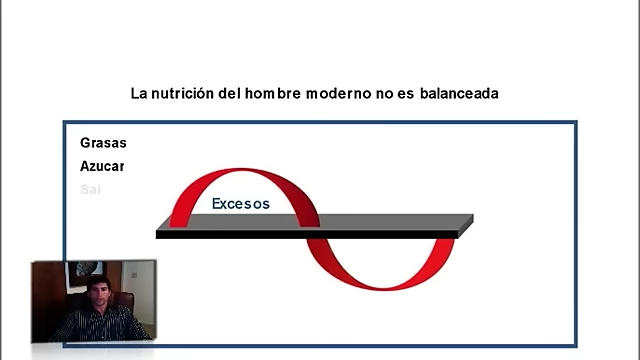 La nutrición del hombre moderno no es balanceada
Grasas
Azucar
Sal
Excesos